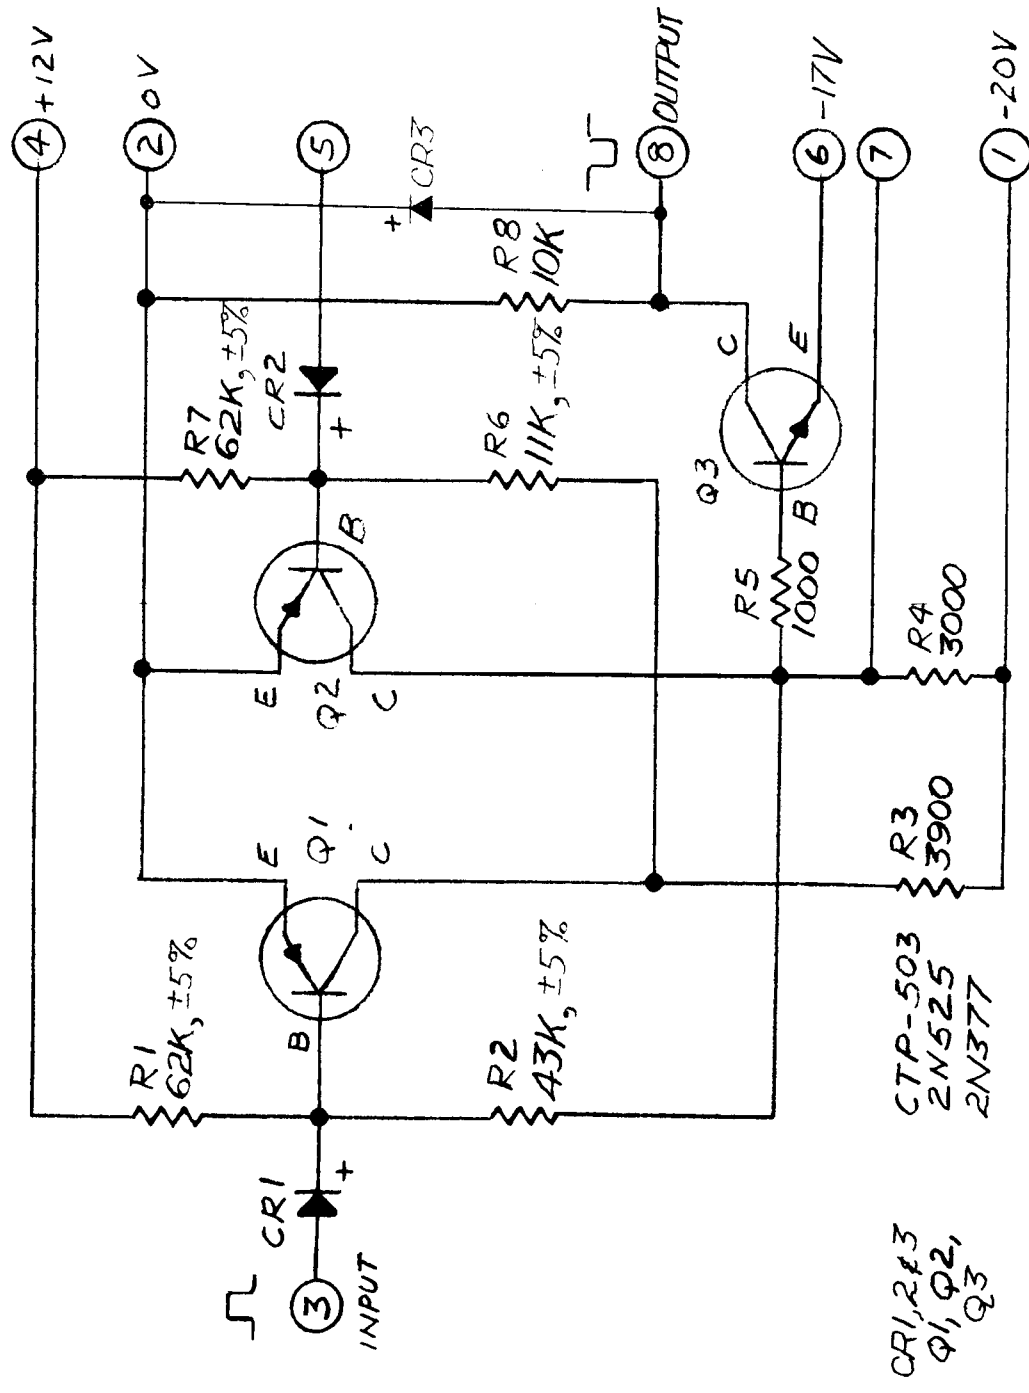 4 +12V
2 0V
5
+ CR3
8 OUTPUT
6 -17V
7
1 -20V
R8
10K
R7
62K, ±5%
CR2
+
R6
11K, ±5%
C
E
Q3
B
B
R5
1000
R4
3000
E
Q2
C
E
Q1
C
R3
3900
R1
62K, ±5%
B
R2
43K, ±5%
CR1
+
3
INPUT
CR1, 2 & 3 CTP-503
Q1, Q2, 2N525
Q3 2N377